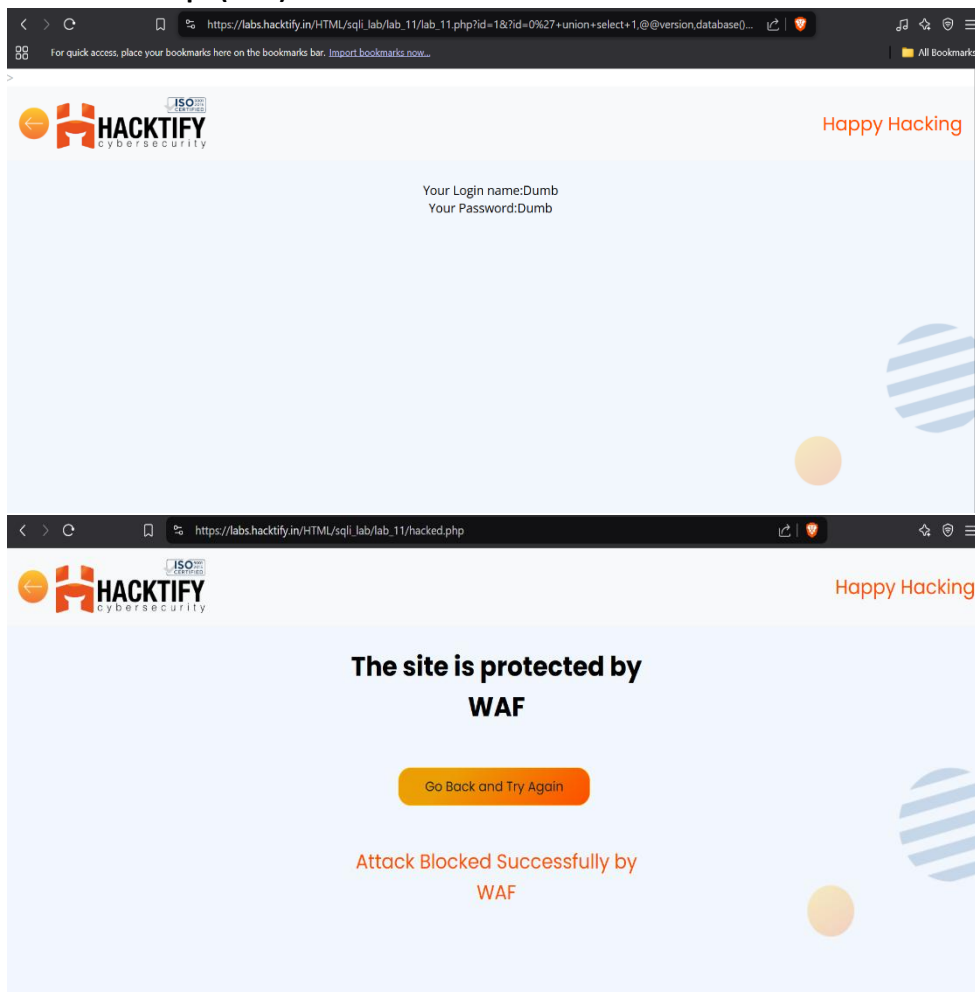 https://labs.hacktify.in/HTML/sqli_lab/lab_11/lab_11.php?id=1&?id=0%27+union+select+1,@@version,database()...
For quick access, place your bookmarks here on the bookmarks bar. Import bookmarks now...
All Bookmarks
>
ISO
CERTIFIED
HACKTIFY
cybersecurity
Happy Hacking
Your Login name:Dumb
Your Password:Dumb
https://labs.hacktify.in/HTML/sqli_lab/lab_11/hacked.php
ISO
CERTIFIED
HACKTIFY
cybersecurity
Happy Hacking
The site is protected by
WAF
Go Back and Try Again
Attack Blocked Successfully by
WAF